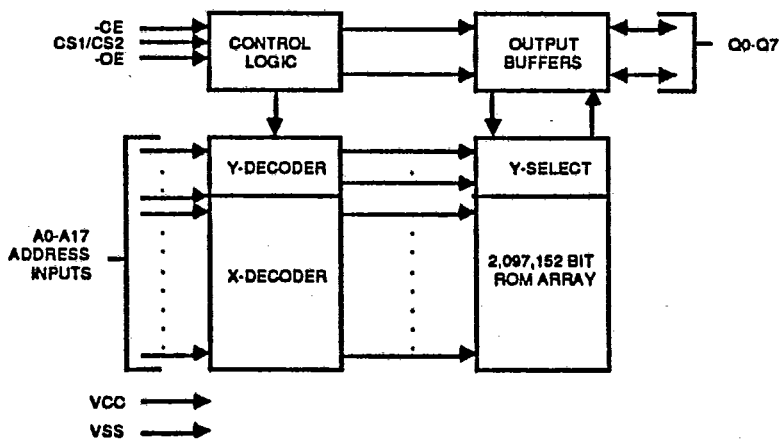 -CE
CS1/CS2
-OE
CONTROL
LOGIC
OUTPUT
BUFFERS
Q0-Q7
Y-DECODER
Y-SELECT
A0-A17
ADDRESS
INPUTS
X-DECODER
2,097,152 BIT
ROM ARRAY
VCC
VSS